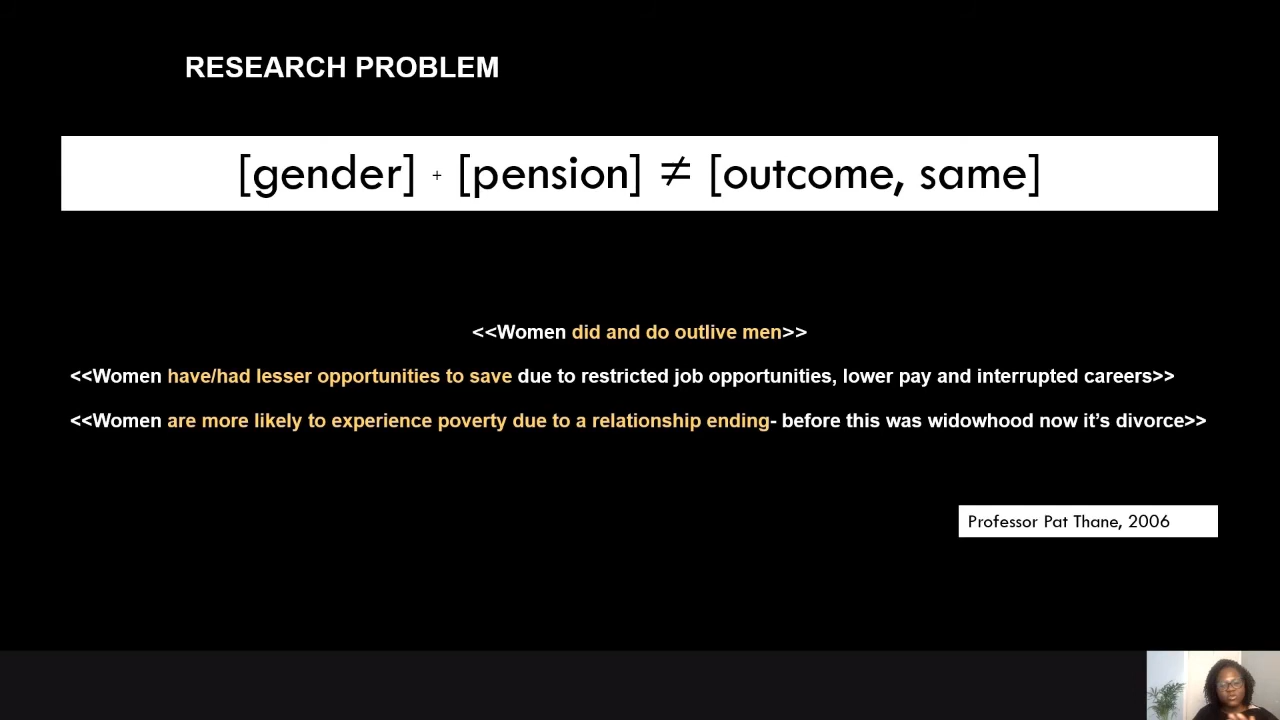 RESEARCH PROBLEM
[gender] + [pension] ≠ [outcome, same]
<<Women did and do outlive men>>
<<Women have/had lesser opportunities to save due to restricted job opportunities, lower pay and interrupted careers>>
<<Women are more likely to experience poverty due to a relationship ending- before this was widowhood now it’s divorce>>
Professor Pat Thane, 2006